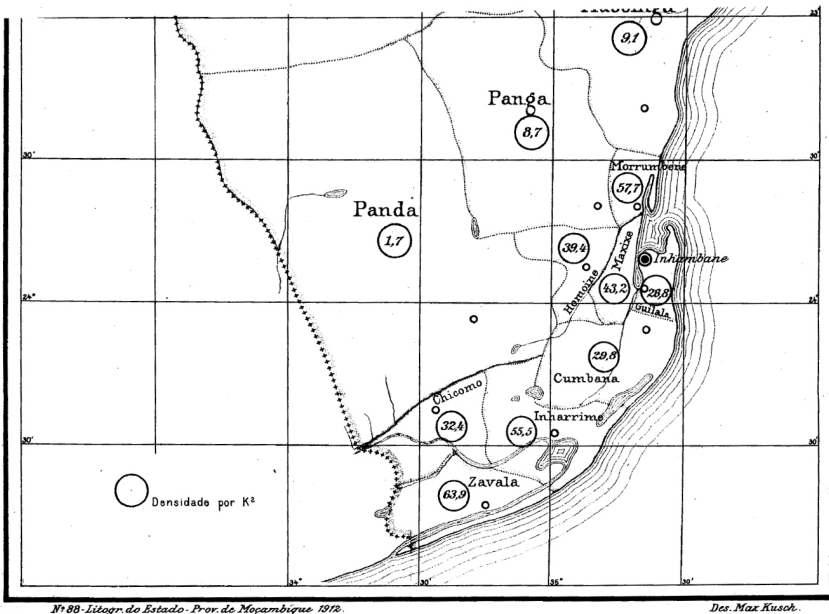 23°
9,1
Panga
8,7
30'
30'
Morrumbene
57,7
Panda
1,7
39,4
Maxixe
Inhambane
Homoine
43,2
26,8
24°
24°
Guilala
29,8
Cumbana
Chicomo
Inharrime
32,4
55,5
30'
30'
Zavala
63,9
Densidade por K²
34°
30'
35°
30'
Nº 88-Litogr. do Estado-Prov. de Moçambique 1912.
Des. Max Kusch.